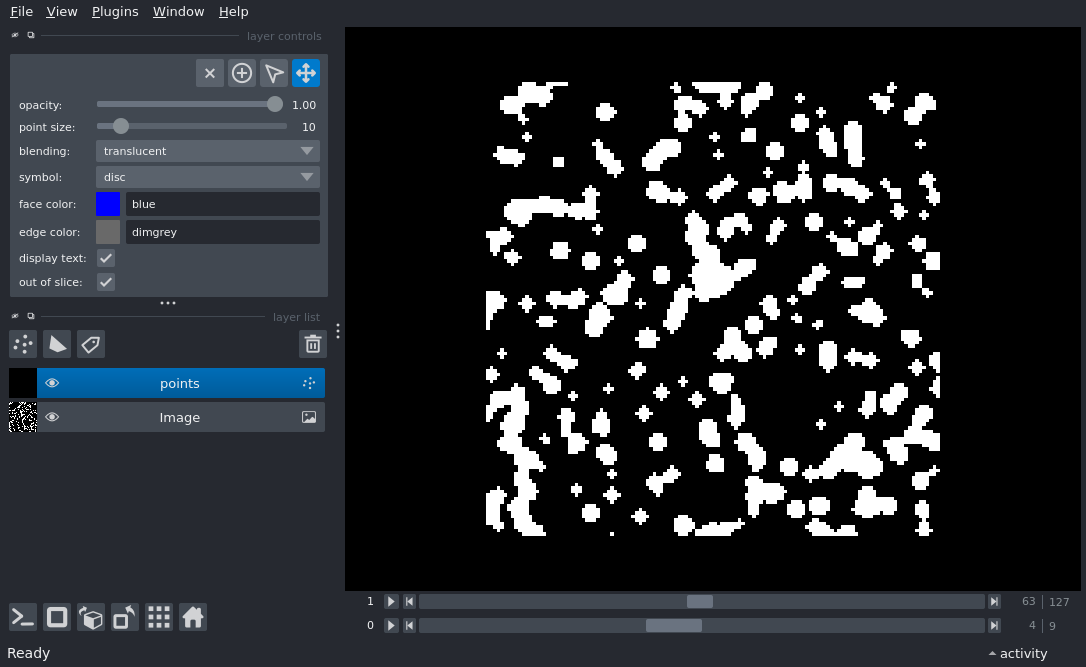 File View Plugins Window Help
layer controls
opacity: 1.00
point size: 10
blending: translucent
symbol: disc
face color: blue
edge color: dimgrey
display text:
out of slice:
layer list
points
Image
1 63 | 127
0 4 | 9
Ready activity